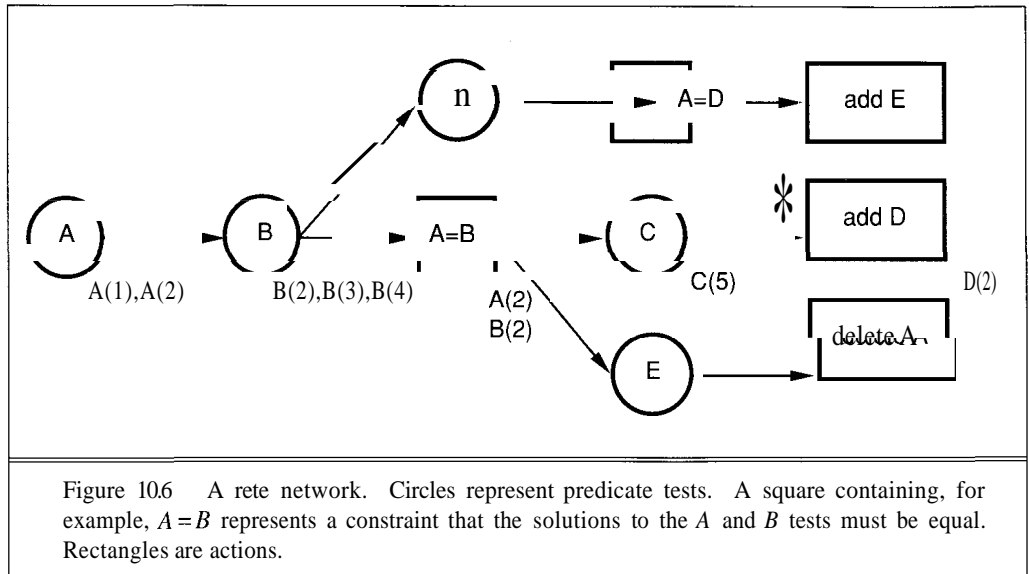 n
A=D
add E
A
B
A=B
C
*
add D
A(1),A(2)
B(2),B(3),B(4)
A(2)
B(2)
C(5)
D(2)
E
delete A
Figure 10.6 A rete network. Circles represent predicate tests. A square containing, for
example, A=B represents a constraint that the solutions to the A and B tests must be equal.
Rectangles are actions.